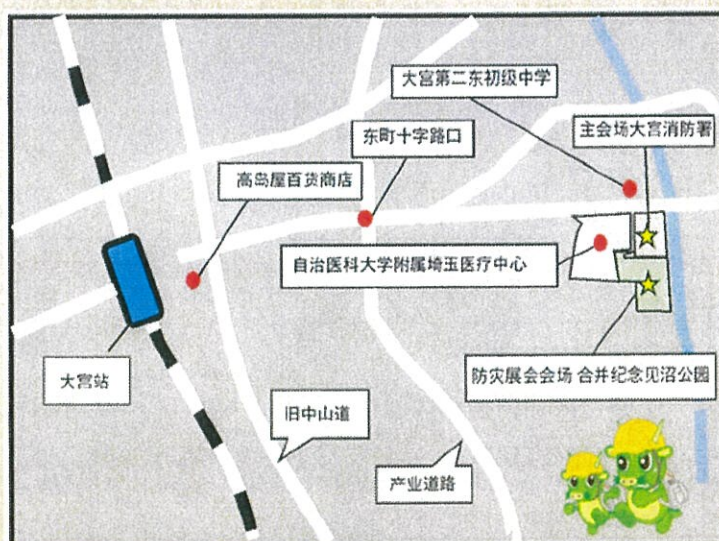 大宫第二东初级中学
主会场大宫消防署
东町十字路口
高岛屋百货商店
自治医科大学附属埼玉医疗中心
大宫站
防灾展会会场 合并纪念见沼公园
旧中山道
产业道路